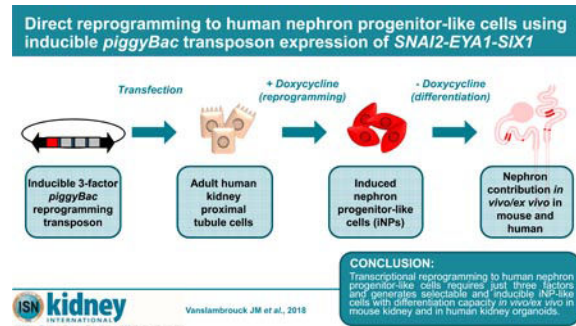 Direct reprogramming to human nephron progenitor-like cells using
inducible piggyBac transposon expression of SNAI2-EYA1-SIX1
Transfection
+ Doxycycline
(reprogramming)
- Doxycycline
(differentiation)
Inducible 3-factor
piggyBac
reprogramming
transposon
Adult human
kidney
proximal
tubule cells
Induced
nephron
progenitor-like
cells (iNPs)
Nephron
contribution in
vivo/ex vivo in
mouse and
human
CONCLUSION:
Transcriptional reprogramming to human nephron
progenitor-like cells requires just three factors
and generates selectable and inducible iNP-like
cells with differentiation capacity in vivo/ex vivo in
mouse kidney and in human kidney organoids.
ISN kidney
INTERNATIONAL
Vanslambrouck JM et al., 2018